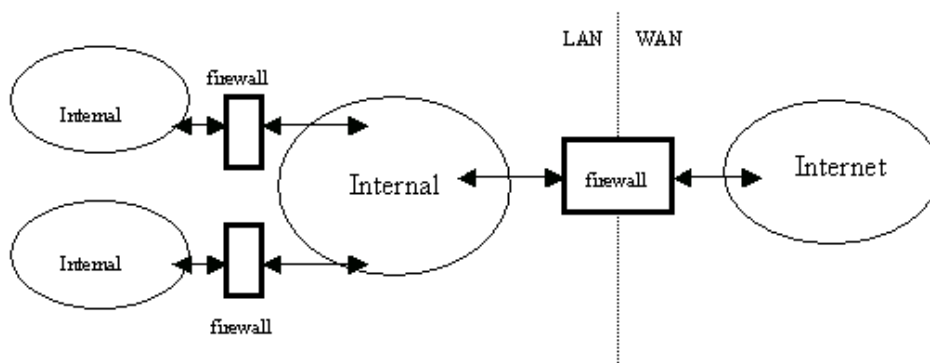 LAN WAN
firewall
Internal
Internal
firewall
Internet
Internal
firewall